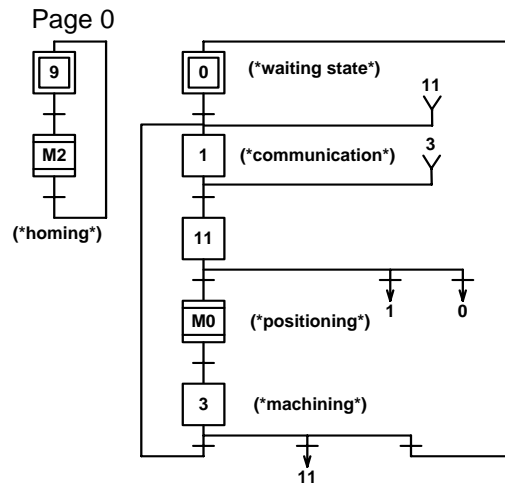 Page 0
9
0
(*waiting state*)
11
M2
1
(*communication*)
3
(*homing*)
11
M0
(*positioning*)
1
0
3
(*machining*)
11